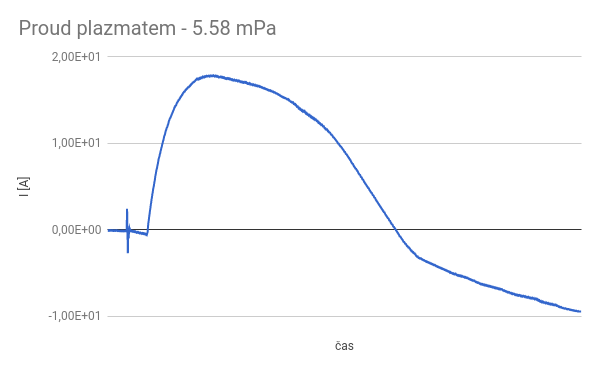 Proud plazmatem - 5.58 mPa
2,00E+01
1,00E+01
0,00E+00
-1,00E+01
I [A]
čas